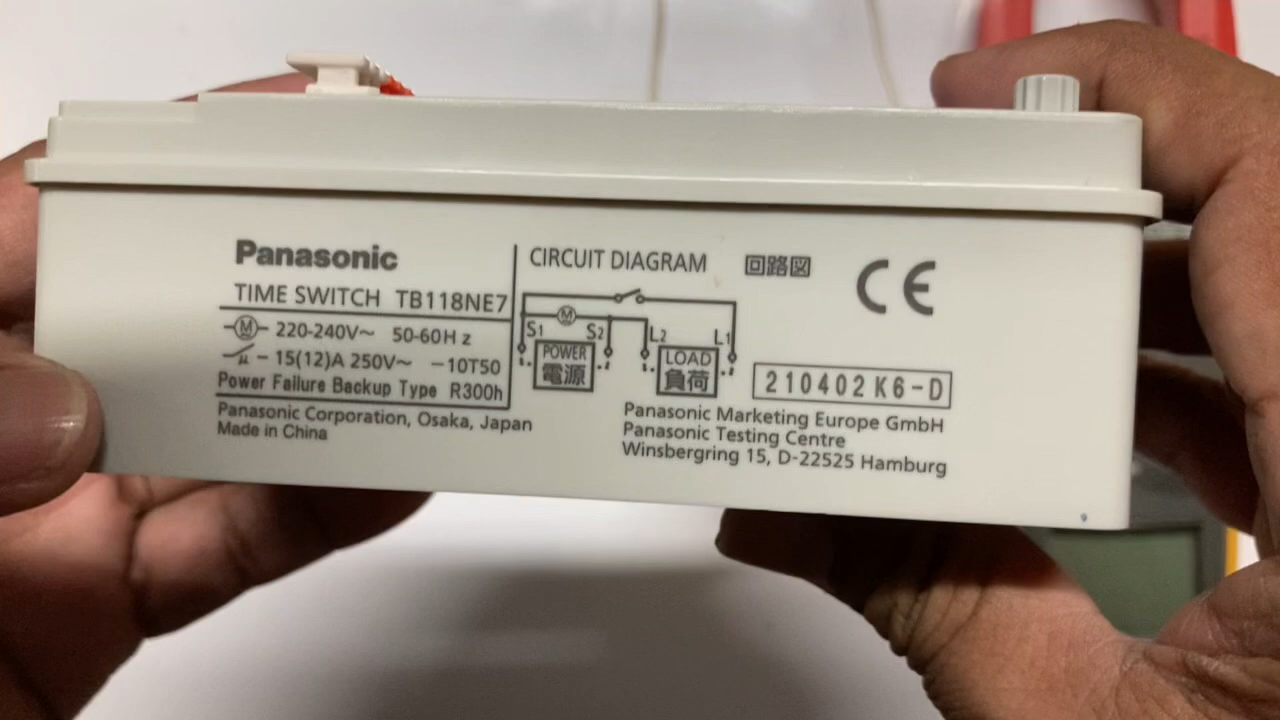 Panasonic
TIME SWITCH TB118NE7
M 220-240V~ 50-60Hz
μ - 15(12)A 250V~ -10T50
Power Failure Backup Type R300h
Panasonic Corporation, Osaka, Japan
Made in China
CIRCUIT DIAGRAM 回路図
CE
M
S1 S2 L2 L1
POWER
電源
LOAD
負荷
210402K6-D
Panasonic Marketing Europe GmbH
Panasonic Testing Centre
Winsbergring 15, D-22525 Hamburg